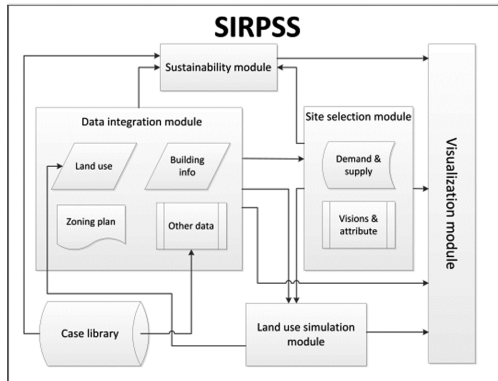 SIRPSS
Sustainability module
Data integration module
Land use
Building
info
Zoning plan
Other data
Site selection module
Demand &
supply
Visions &
attribute
Visualization module
Case library
Land use simulation
module